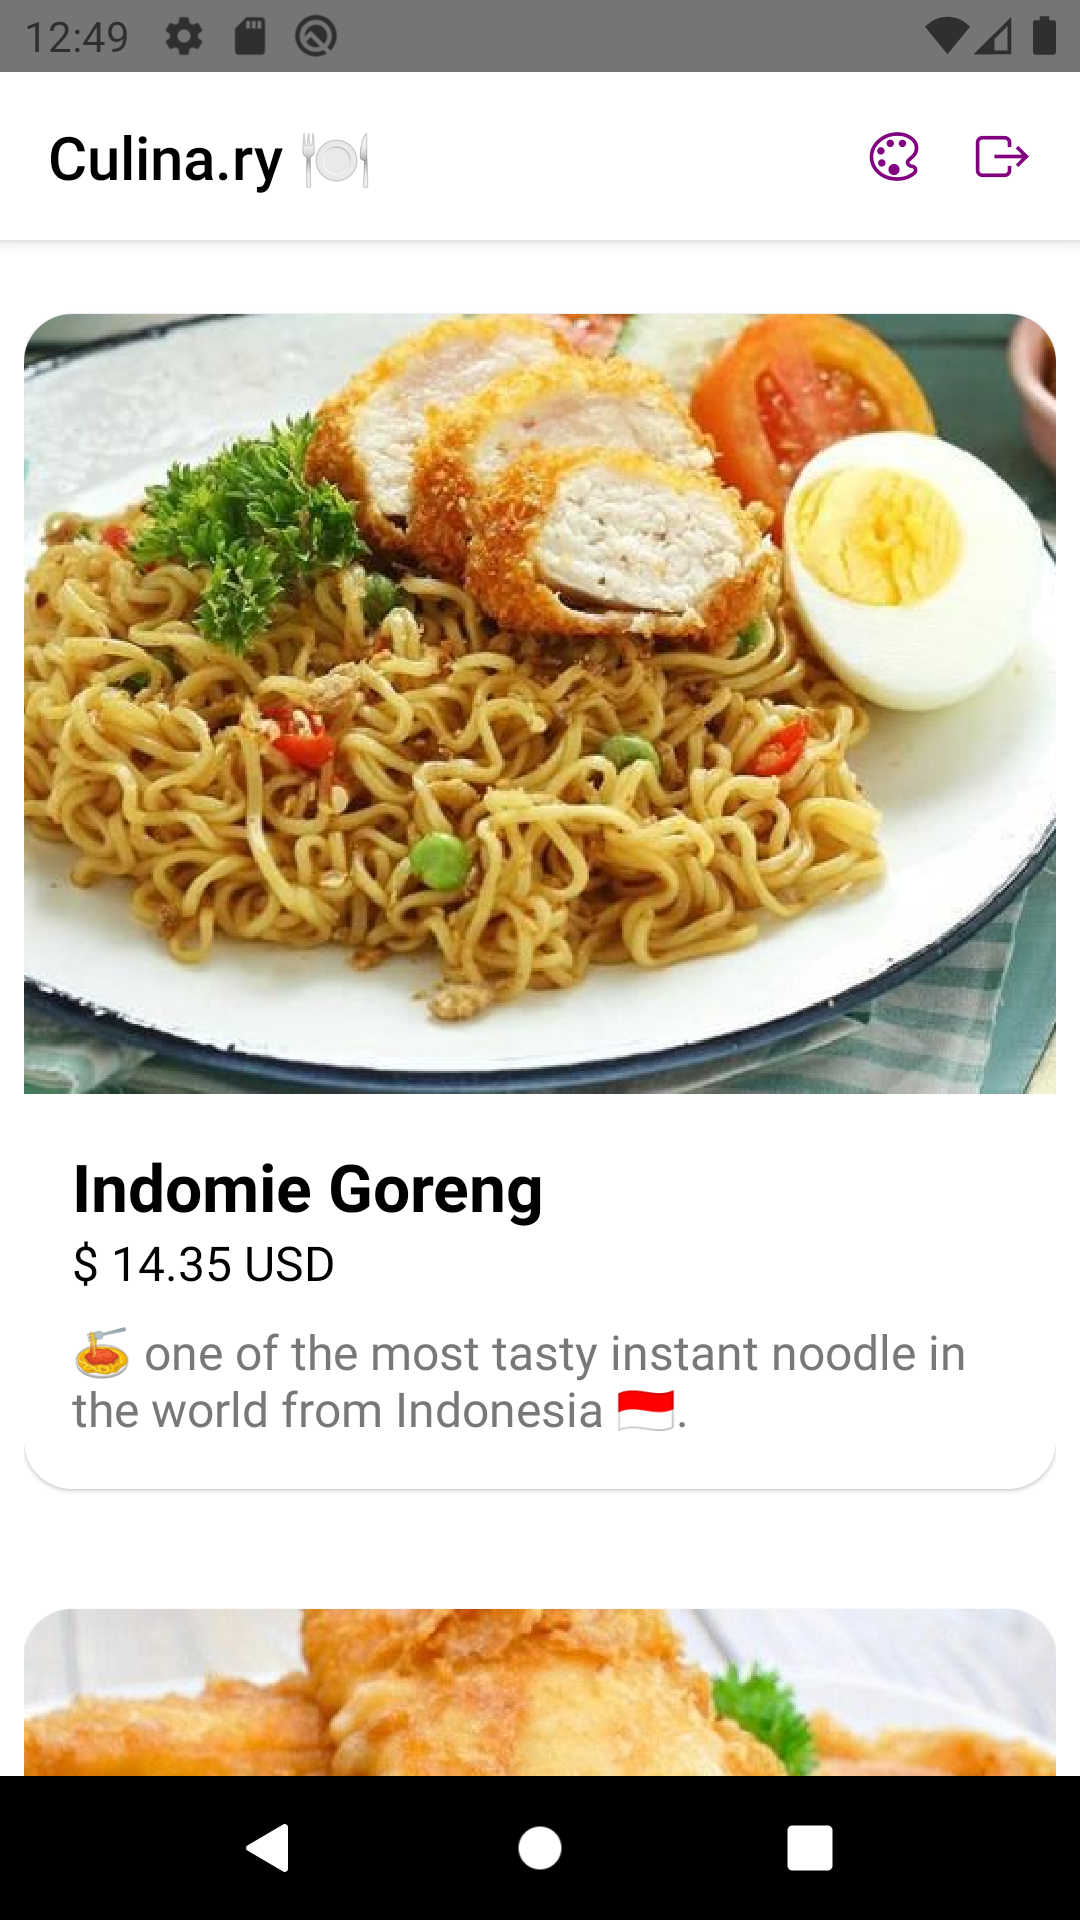 12:49
Culina.ry 🍽️
Indomie Goreng
$ 14.35 USD
🍝 one of the most tasty instant noodle in
the world from Indonesia 🇮🇩.